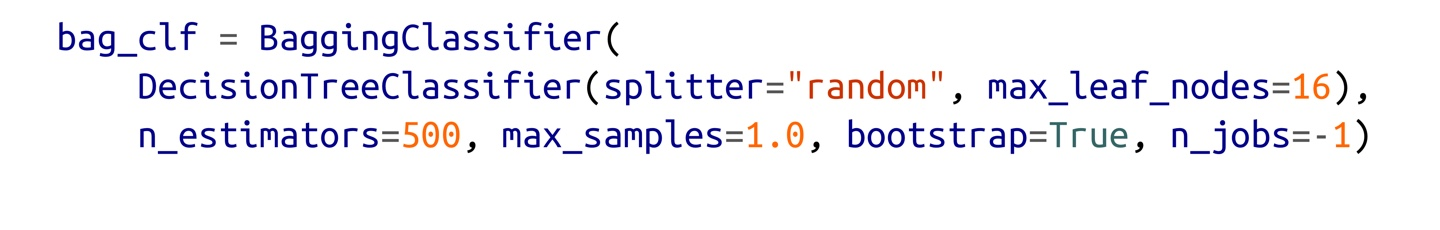 bag_clf = BaggingClassifier(
    DecisionTreeClassifier(splitter="random", max_leaf_nodes=16),
    n_estimators=500, max_samples=1.0, bootstrap=True, n_jobs=-1)